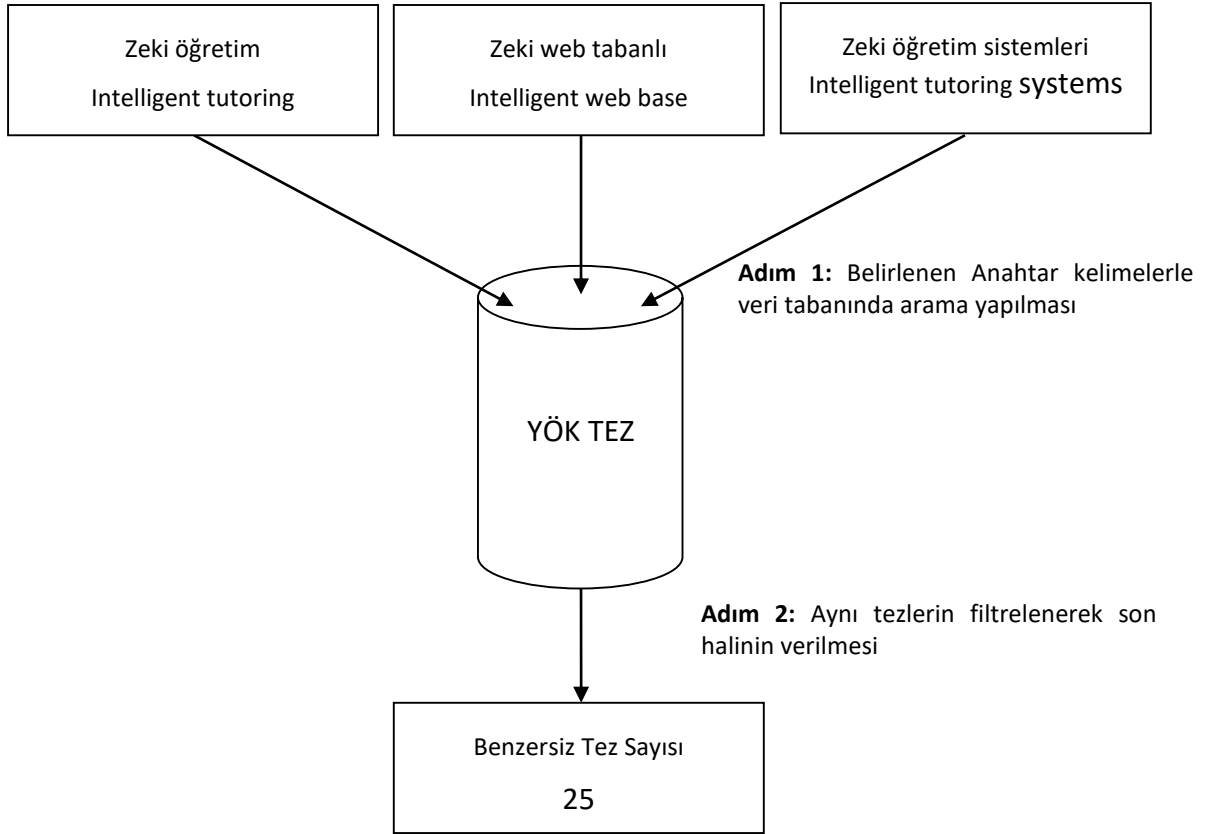 Zeki öğretim
Intelligent tutoring
Zeki web tabanlı
Intelligent web base
Zeki öğretim sistemleri
Intelligent tutoring systems
Adım 1: Belirlenen Anahtar kelimelerle
veri tabanında arama yapılması
YÖK TEZ
Adım 2: Aynı tezlerin filtrelenerek son
halinin verilmesi
Benzersiz Tez Sayısı
25